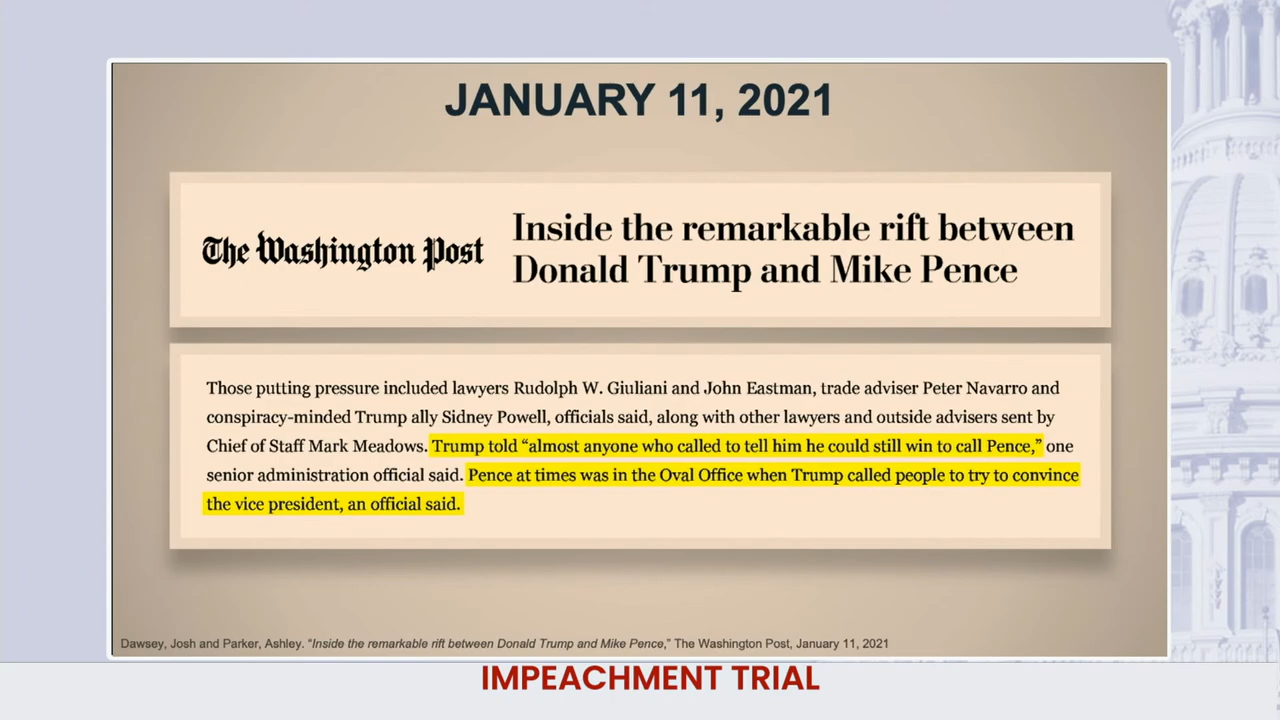 JANUARY 11, 2021
The Washington Post
Inside the remarkable rift between
Donald Trump and Mike Pence
Those putting pressure included lawyers Rudolph W. Giuliani and John Eastman, trade adviser Peter Navarro and
conspiracy-minded Trump ally Sidney Powell, officials said, along with other lawyers and outside advisers sent by
Chief of Staff Mark Meadows. Trump told “almost anyone who called to tell him he could still win to call Pence,” one
senior administration official said. Pence at times was in the Oval Office when Trump called people to try to convince
the vice president, an official said.
Dawsey, Josh and Parker, Ashley. “Inside the remarkable rift between Donald Trump and Mike Pence,” The Washington Post, January 11, 2021
IMPEACHMENT TRIAL